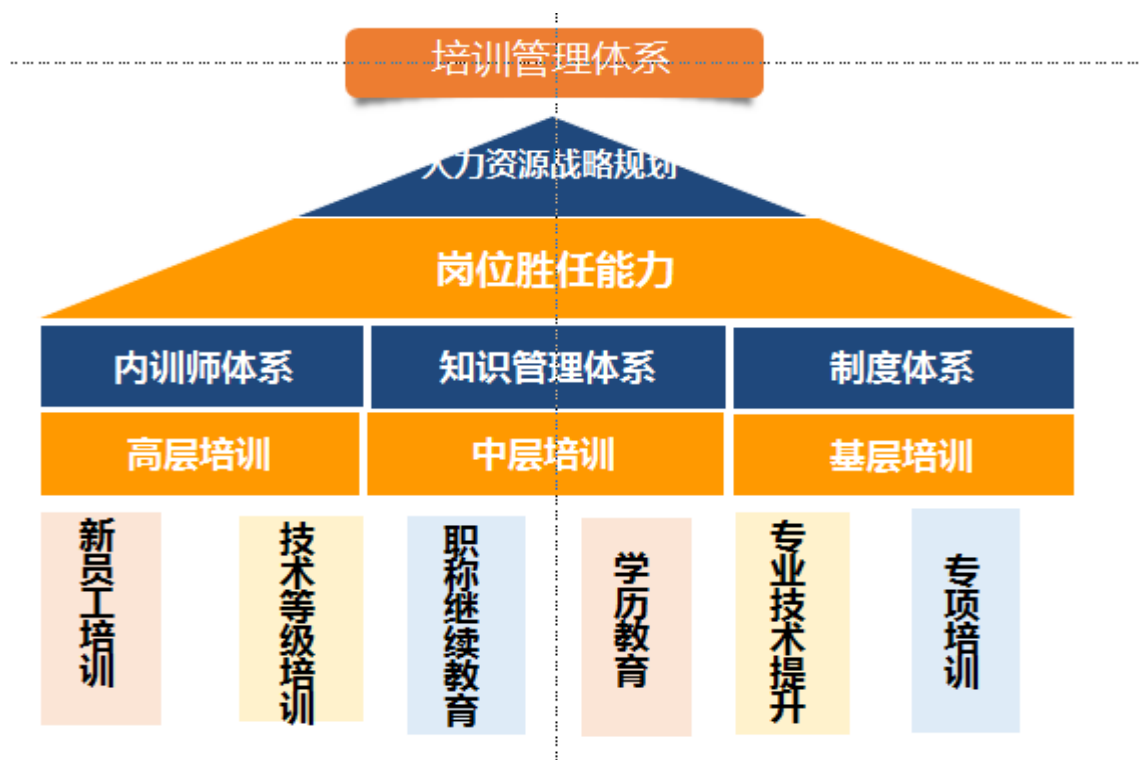 培训管理体系
人力资源战略规划
岗位胜任能力
内训师体系
知识管理体系
制度体系
高层培训
中层培训
基层培训
新员工培训
技术等级培训
职称继续教育
学历教育
专业技术提升
专项培训